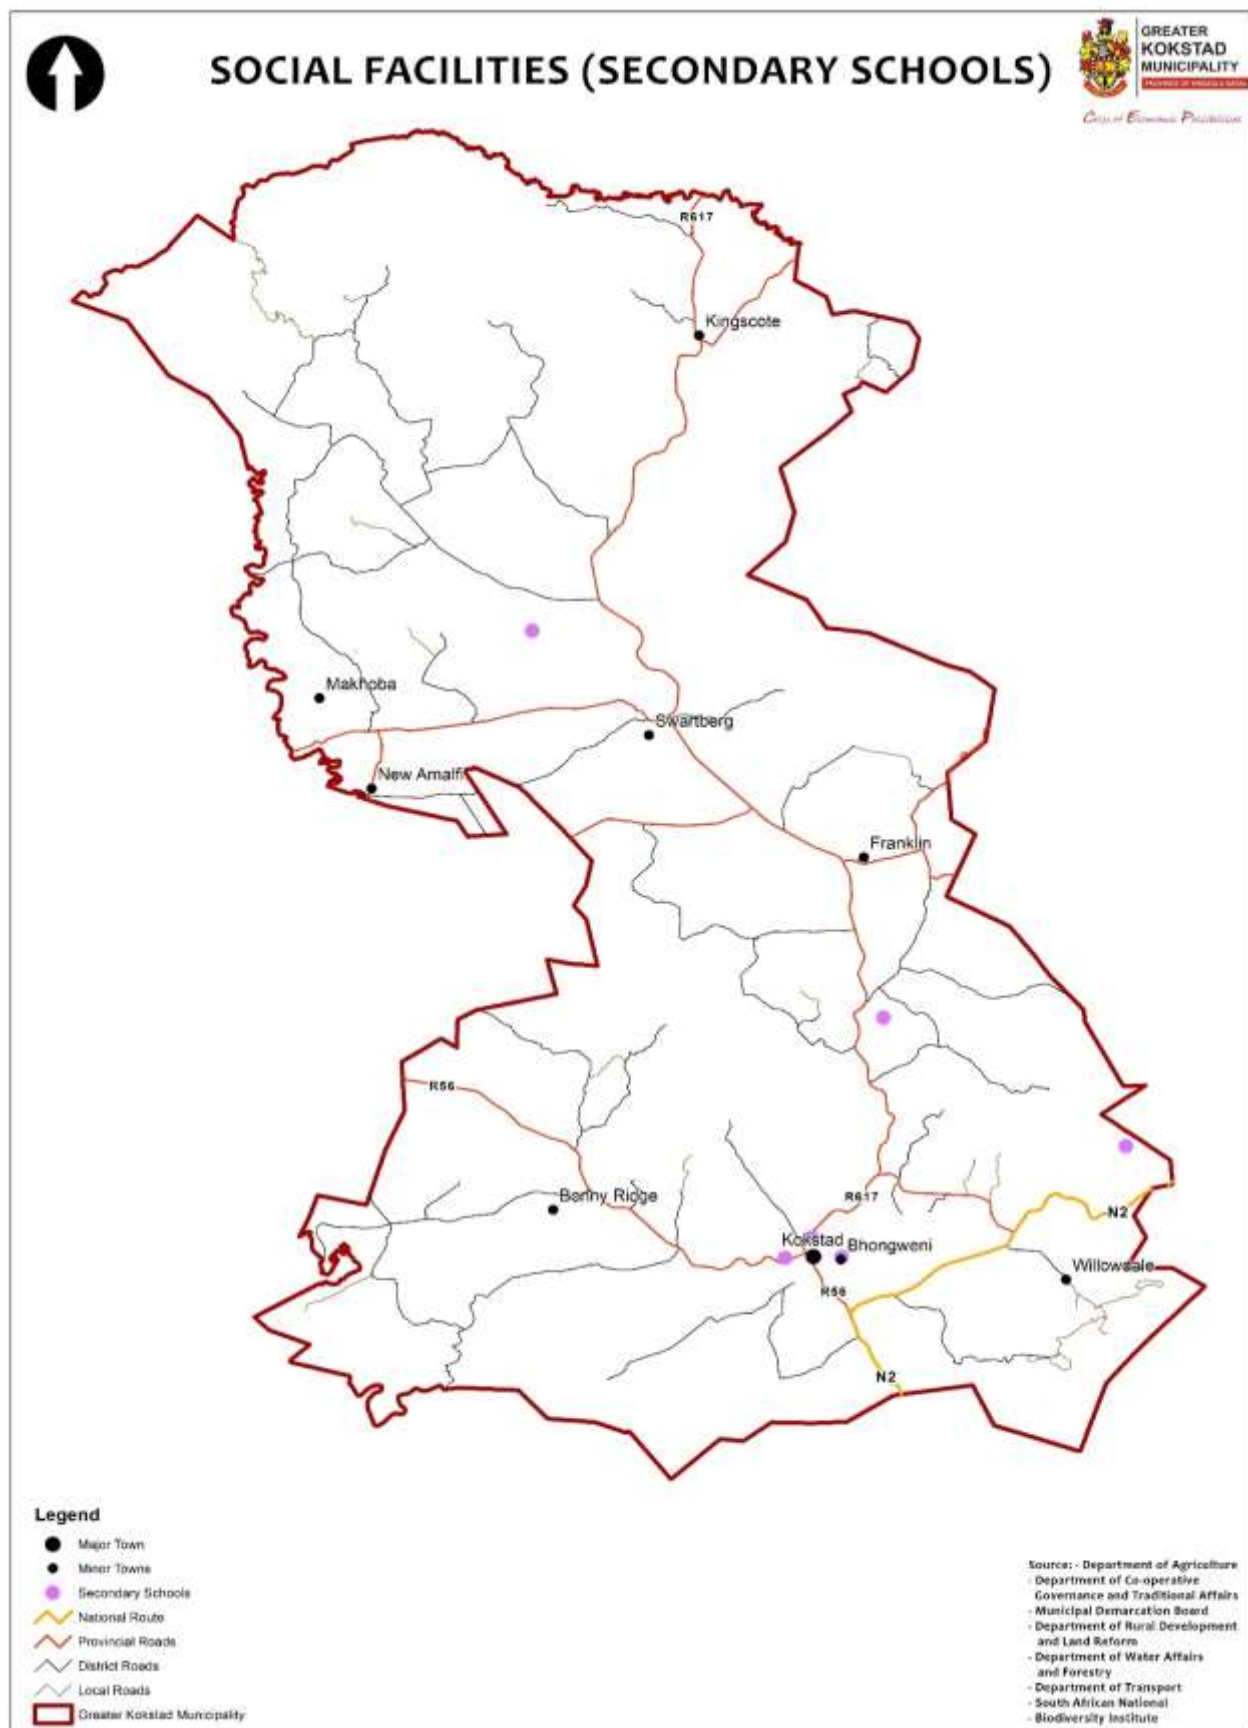 SOCIAL FACILITIES (SECONDARY SCHOOLS)
GREATER
KOKSTAD
MUNICIPALITY
R617
Kingscote
Makhoba
Swartberg
New Amalfi
Franklin
R56
Bonny Ridge
R617
N2
Kokstad
Bhongweni
Willowdale
R56
N2
Legend
Major Town
Minor Towns
Secondary Schools
National Route
Provincial Roads
District Roads
Local Roads
Greater Kokstad Municipality
Source: - Department of Agriculture
- Department of Co-operative
Governance and Traditional Affairs
- Municipal Demarcation Board
- Department of Rural Development
and Land Reform
- Department of Water Affairs
and Forestry
- Department of Transport
- South African National
- Biodiversity Institute